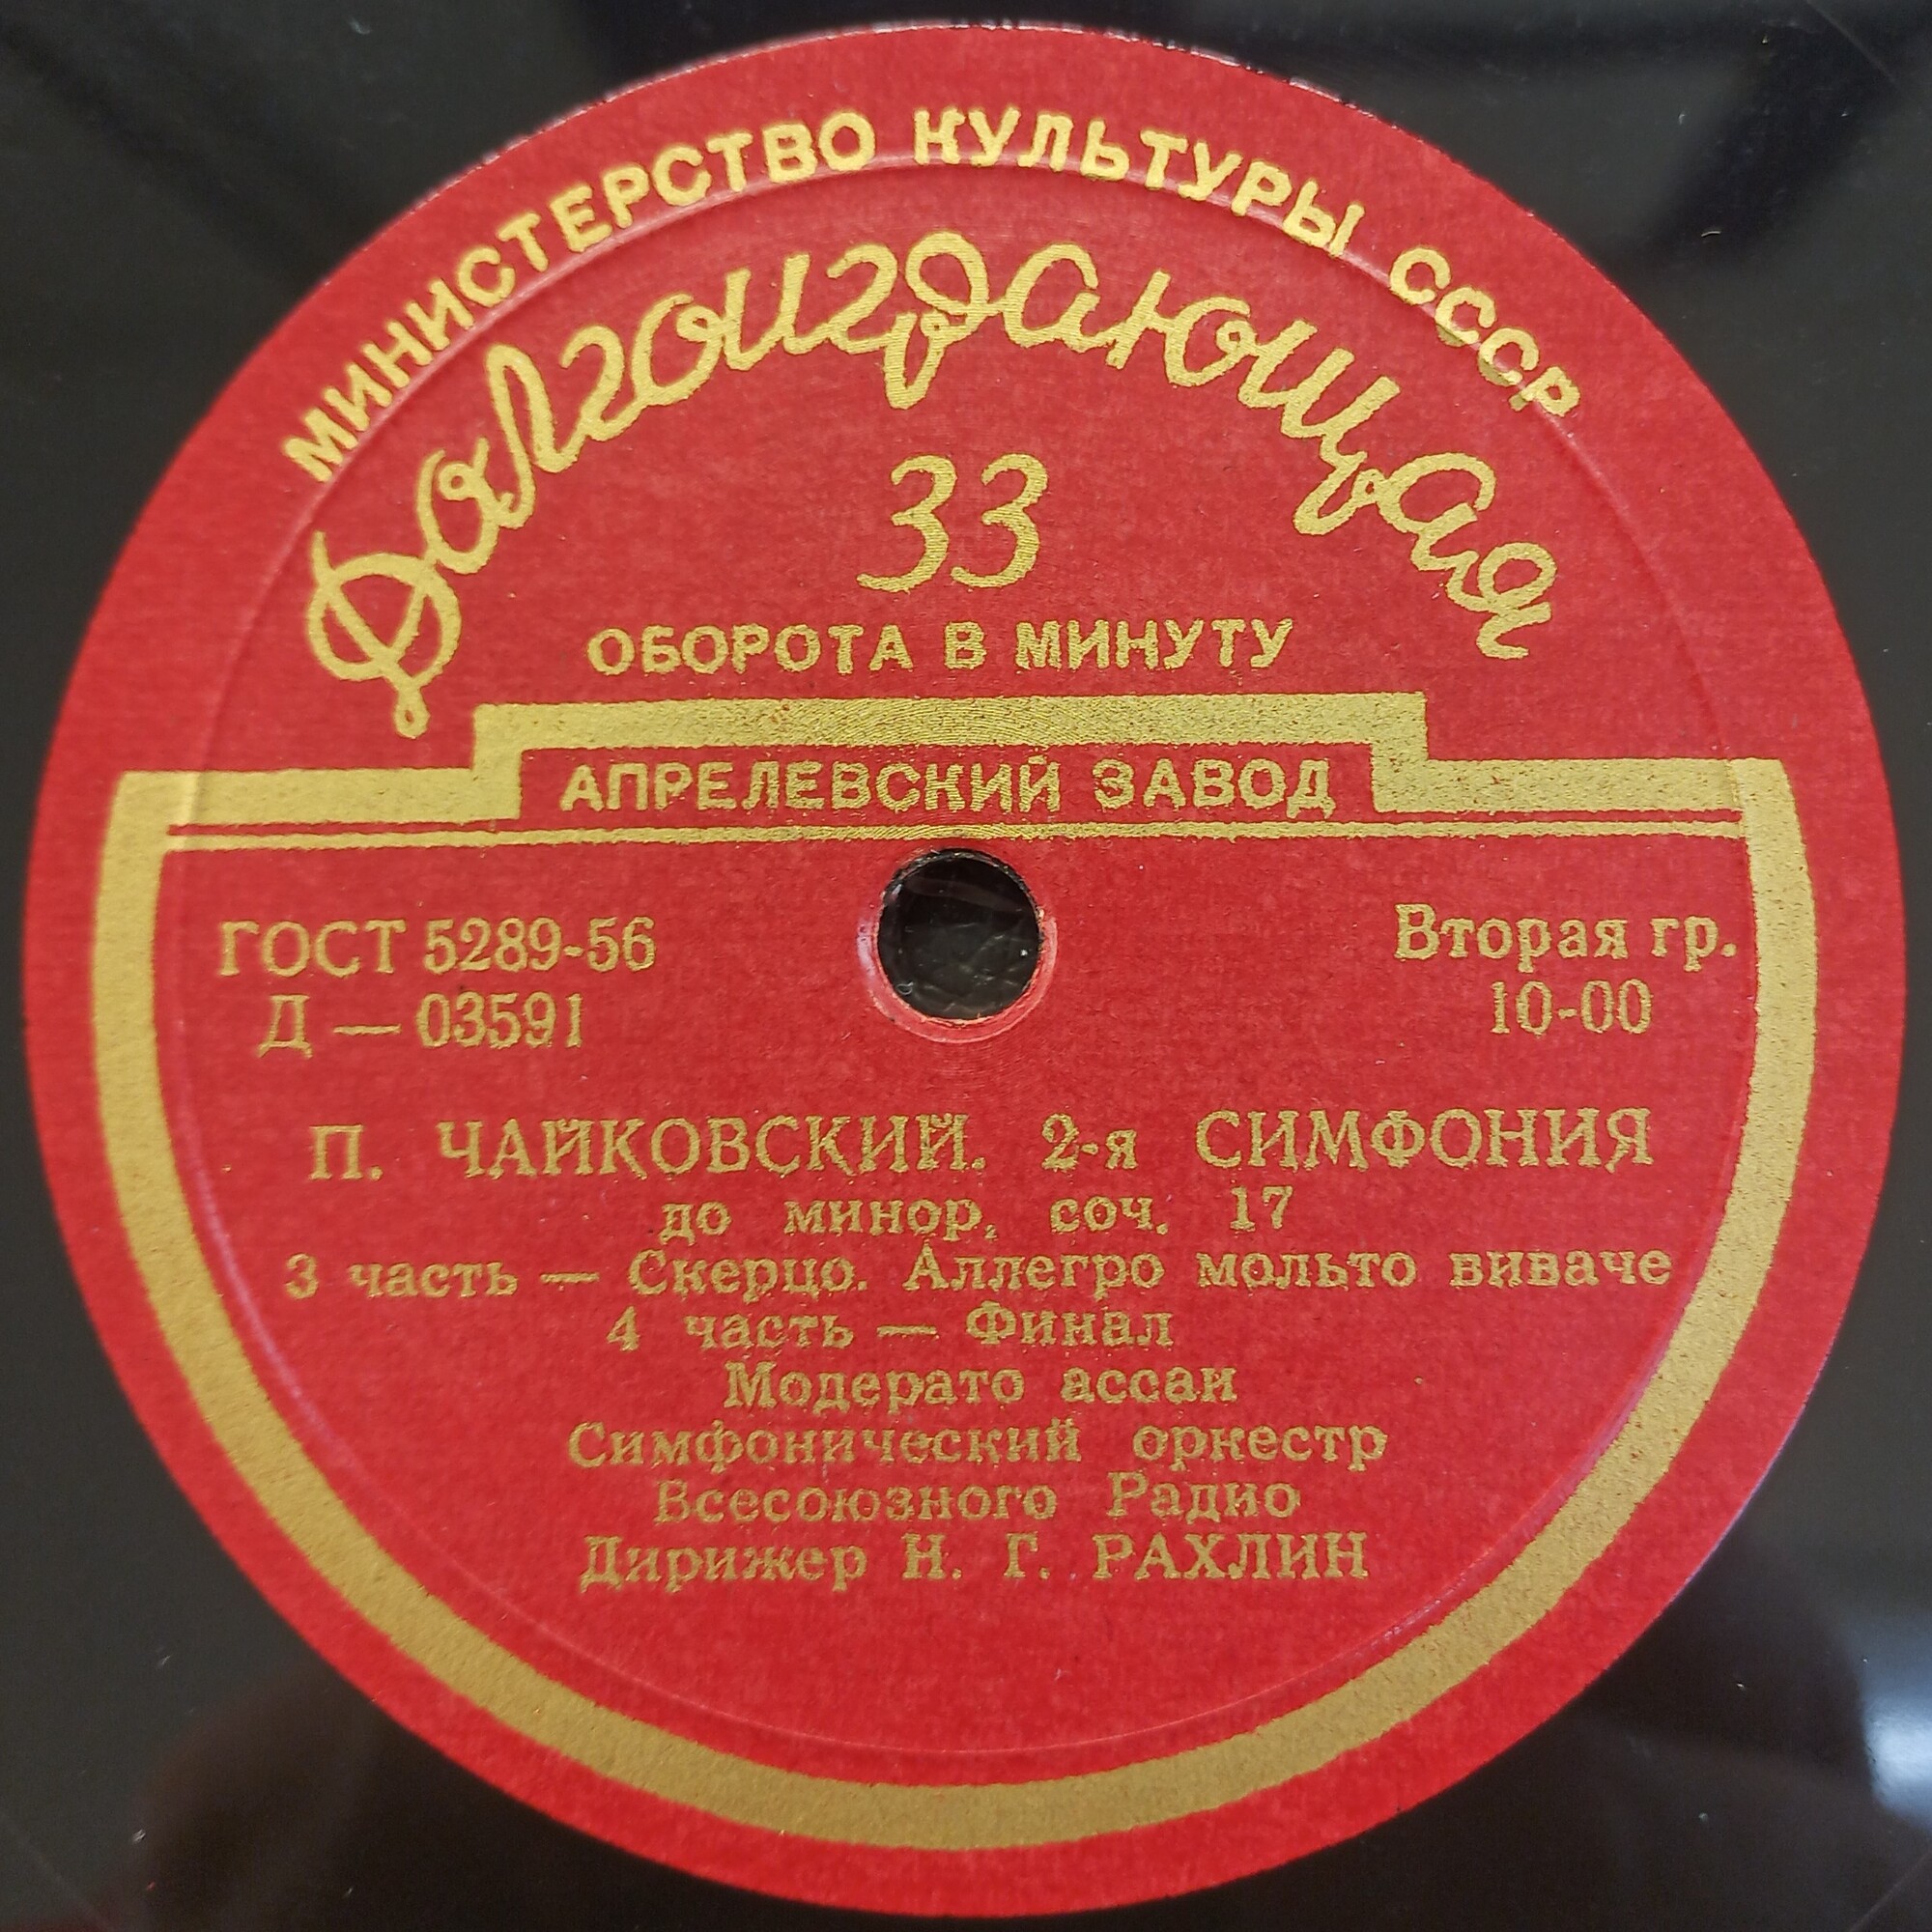 МИНИСТЕРСТВО КУЛЬТУРЫ СССР
Долгоиграющая
33
ОБОРОТА В МИНУТУ
АПРЕЛЕВСКИЙ ЗАВОД
ГОСТ 5289-56
Д — 03591
Вторая гр.
10-00
П. ЧАЙКОВСКИЙ. 2-я СИМФОНИЯ
до минор, соч. 17
3 часть — Скерцо. Аллегро мольто виваче
4 часть — Финал
Модерато ассаи
Симфонический оркестр
Всесоюзного Радио
Дирижер Н. Г. РАХЛИН